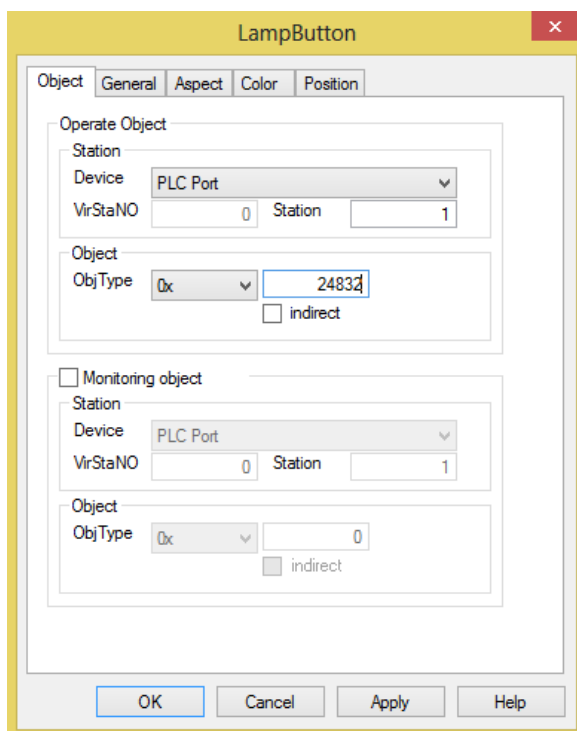 LampButton
×
Object General Aspect Color Position
Operate Object
Station
Device PLC Port
VirStaNO 0 Station 1
Object
ObjType 0x 24832
indirect
Monitoring object
Station
Device PLC Port
VirStaNO 0 Station 1
Object
ObjType 0x 0
indirect
OK Cancel Apply Help